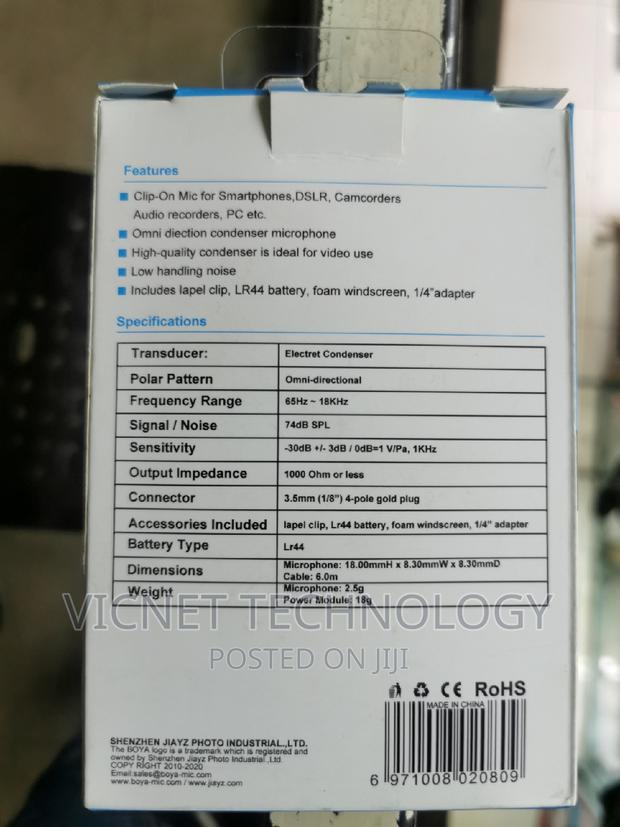 Features
Clip-On Mic for Smartphones,DSLR, Camcorders
Audio recorders, PC etc.
Omni diection condenser microphone
High-quality condenser is ideal for video use
Low handling noise
Includes lapel clip, LR44 battery, foam windscreen, 1/4"adapter
Specifications
Transducer: Electret Condenser
Polar Pattern Omni-directional
Frequency Range 65Hz ~ 18KHz
Signal / Noise 74dB SPL
Sensitivity -30dB +/- 3dB / 0dB=1 V/Pa, 1KHz
Output Impedance 1000 Ohm or less
Connector 3.5mm (1/8") 4-pole gold plug
Accessories Included lapel clip, Lr44 battery, foam windscreen, 1/4" adapter
Battery Type Lr44
Dimensions Microphone: 18.00mmH x 8.30mmW x 8.30mmD
Cable: 6.0m
Weight Microphone: 2.5g
Power Module: 18g
VICNET TECHNOLOGY
POSTED ON JIJI
CE RoHS
MADE IN CHINA
6 971008 020809
SHENZHEN JIAYZ PHOTO INDUSTRIAL.,LTD.
The BOYA logo is a trademark which is registered and
owned by Shenzhen Jiayz Photo Industrial.,Ltd
COPY RIGHT 2010-2020
Email:sales@boya-mic.com
www.boya-mic.com / www.jiayz.com